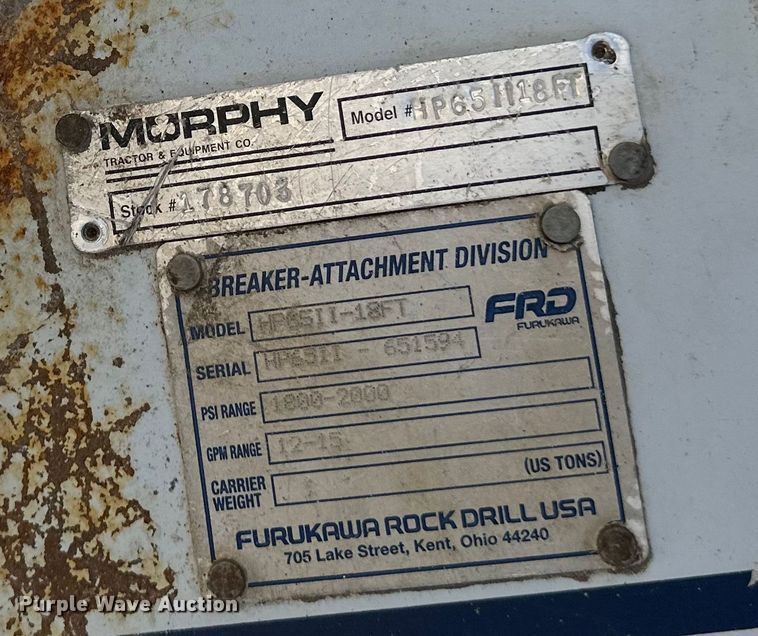 MURPHY
TRACTOR & EQUIPMENT CO.
Model # HP65II18FT
Stock # 178703
BREAKER-ATTACHMENT DIVISION
MODEL HP65II-18FT
FRD
FURUKAWA
SERIAL HP65II - 651594
PSI RANGE 1800-2000
GPM RANGE 12-15
CARRIER WEIGHT (US TONS)
FURUKAWA ROCK DRILL USA
705 Lake Street, Kent, Ohio 44240
Purple Wave Auction